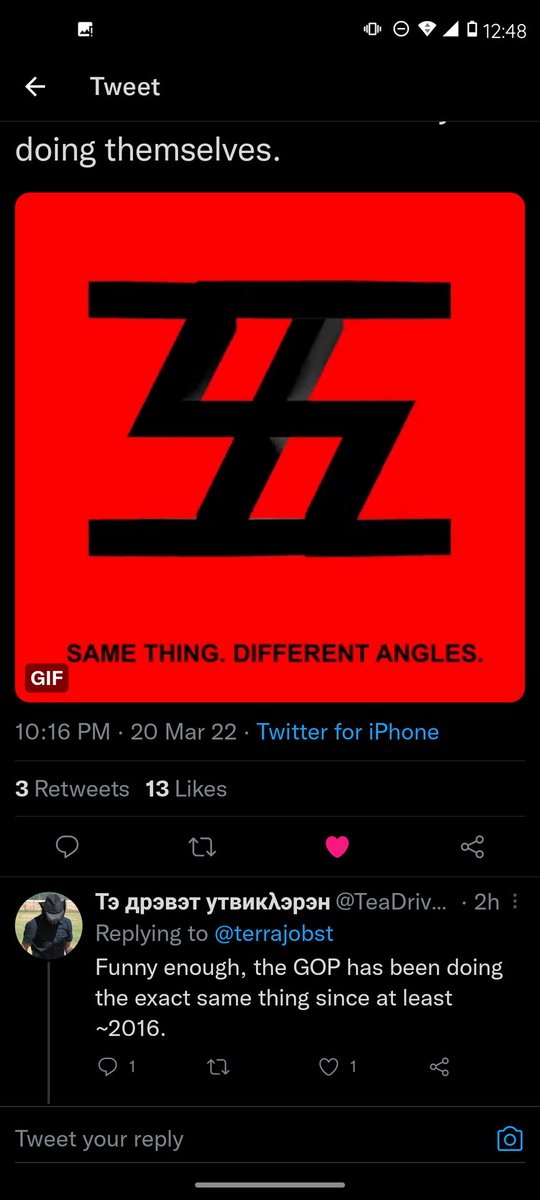 12:48
Tweet
doing themselves.
SAME THING. DIFFERENT ANGLES.
GIF
10:16 PM · 20 Mar 22 · Twitter for iPhone
3 Retweets 13 Likes
Тэ дрэвэт утвикλэрэн @TeaDriv... · 2h
Replying to @terrajobst
Funny enough, the GOP has been doing
the exact same thing since at least
~2016.
1 1
Tweet your reply